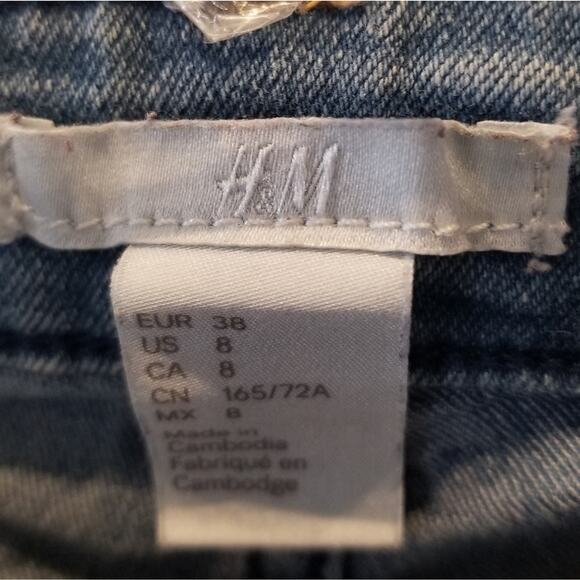 H&M
EUR 38
US 8
CA 8
CN 165/72A
MX 8
Made in
Cambodia
Fabriqué en
Cambodge